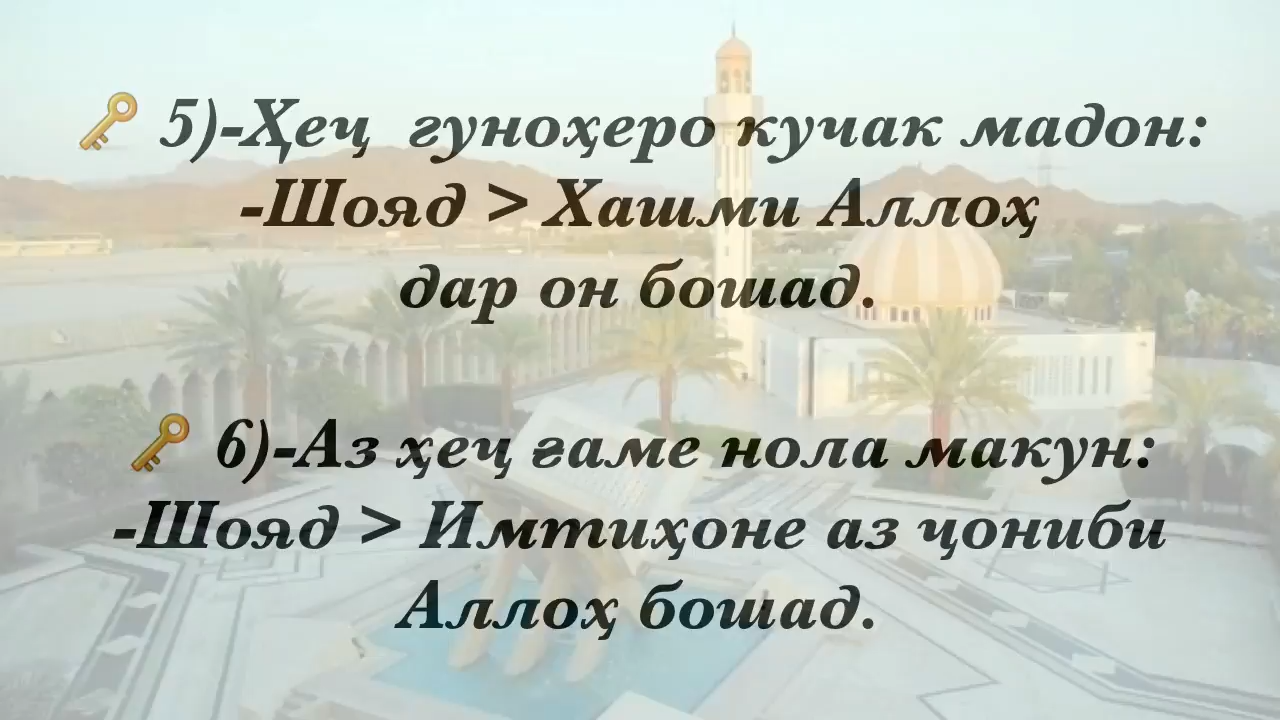 🔑 5)-Ҳеҷ гуноҳеро кучак мадон:
-Шояд > Хашми Аллоҳ
дар он бошад.
🔑 6)-Аз ҳеҷ ғаме нола макун:
-Шояд > Имтиҳоне аз ҷониби
Аллоҳ бошад.